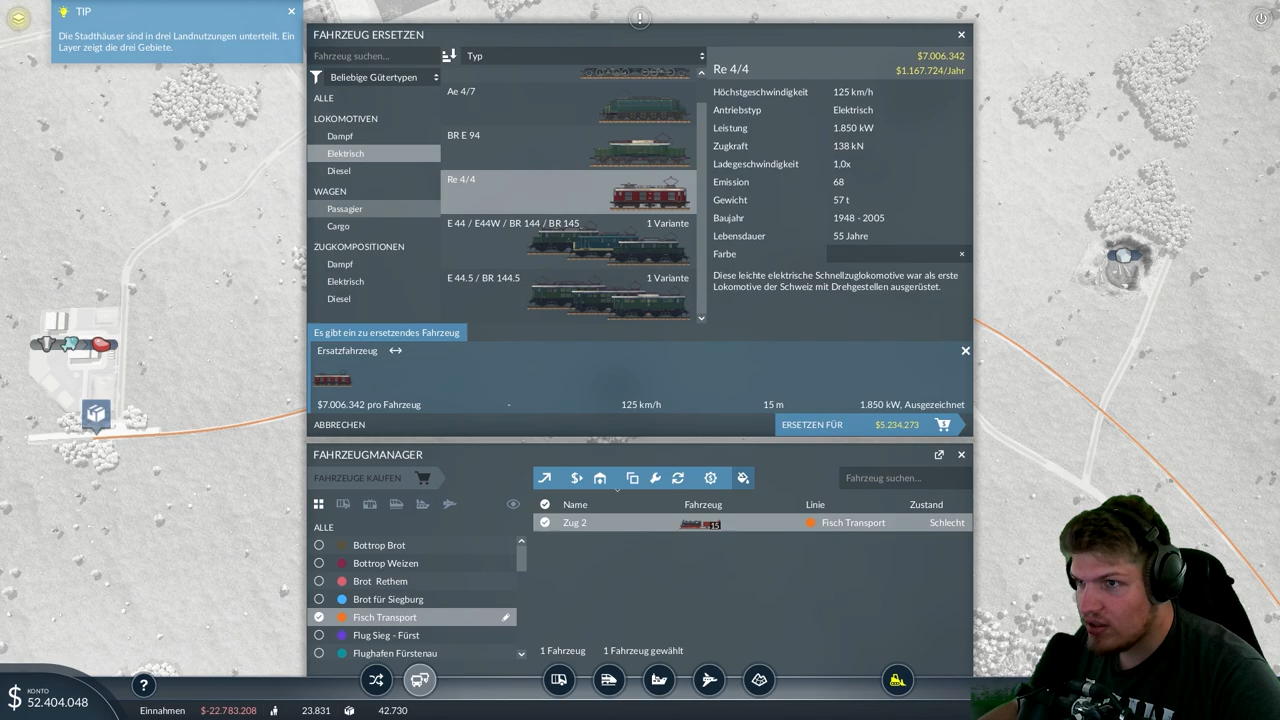 TIP
Die Stadthäuser sind in drei Landnutzungen unterteilt. Ein
Layer zeigt die drei Gebiete.
FAHRZEUG ERSETZEN
Fahrzeug suchen...
Typ
Beliebige Gütertypen
ALLE
LOKOMOTIVEN
Dampf
Elektrisch
Diesel
WAGEN
Passagier
Cargo
ZUGKOMPOSITIONEN
Dampf
Elektrisch
Diesel
Ae 4/7
BR E 94
Re 4/4
E 44 / E44W / BR 144 / BR 145 1 Variante
E 44.5 / BR 144.5 1 Variante
$7.006.342
Re 4/4 $1.167.724/Jahr
Höchstgeschwindigkeit 125 km/h
Antriebstyp Elektrisch
Leistung 1.850 kW
Zugkraft 138 kN
Ladegeschwindigkeit 1,0x
Emission 68
Gewicht 57 t
Baujahr 1948 - 2005
Lebensdauer 55 Jahre
Farbe
Diese leichte elektrische Schnellzuglokomotive war als erste
Lokomotive der Schweiz mit Drehgestellen ausgerüstet.
Es gibt ein zu ersetzendes Fahrzeug
Ersatzfahrzeug
$7.006.342 pro Fahrzeug - 125 km/h 15 m 1.850 kW, Ausgezeichnet
ABBRECHEN ERSETZEN FÜR $5.234.273
FAHRZEUGMANAGER
FAHRZEUGE KAUFEN
Fahrzeug suchen...
ALLE
Bottrop Brot
Bottrop Weizen
Brot Rethem
Brot für Siegburg
Fisch Transport
Flug Sieg - Fürst
Flughafen Fürstenau
Name Fahrzeug Linie Zustand
Zug 2 Fisch Transport Schlecht
1 Fahrzeug 1 Fahrzeug gewählt
$ KONTO
52.404.048
?
Einnahmen $-22.783.208 23.831 42.730